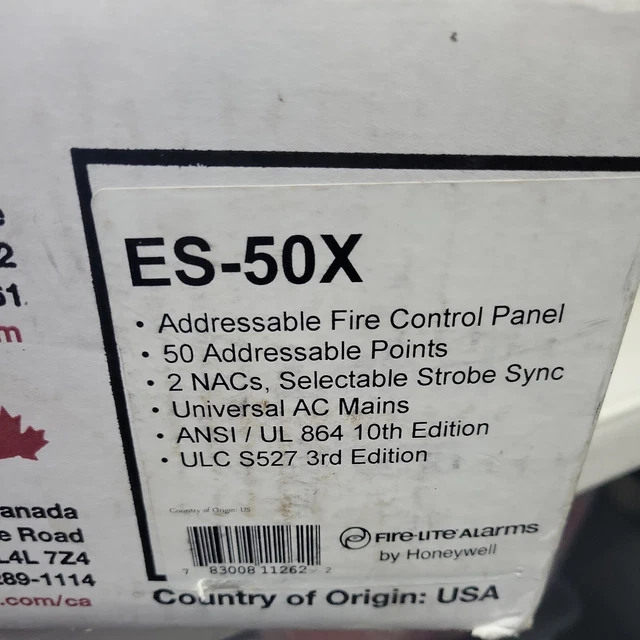 2
61
m
ES-50X
• Addressable Fire Control Panel
• 50 Addressable Points
• 2 NACs, Selectable Strobe Sync
• Universal AC Mains
• ANSI / UL 864 10th Edition
• ULC S527 3rd Edition
Country of Origin: US
7 83008 11262 2
FIRE-LITE ALARMS
by Honeywell
Country of Origin: USA
anada
e Road
L4L 7Z4
289-1114
.com/ca